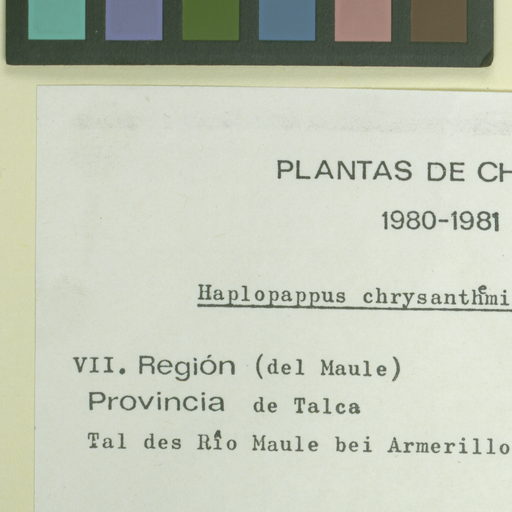 PLANTAS DE CH
1980-1981
Haplopappus chrysanthemi
VII. Región (del Maule)
Provincia de Talca
Tal des Río Maule bei Armerillo